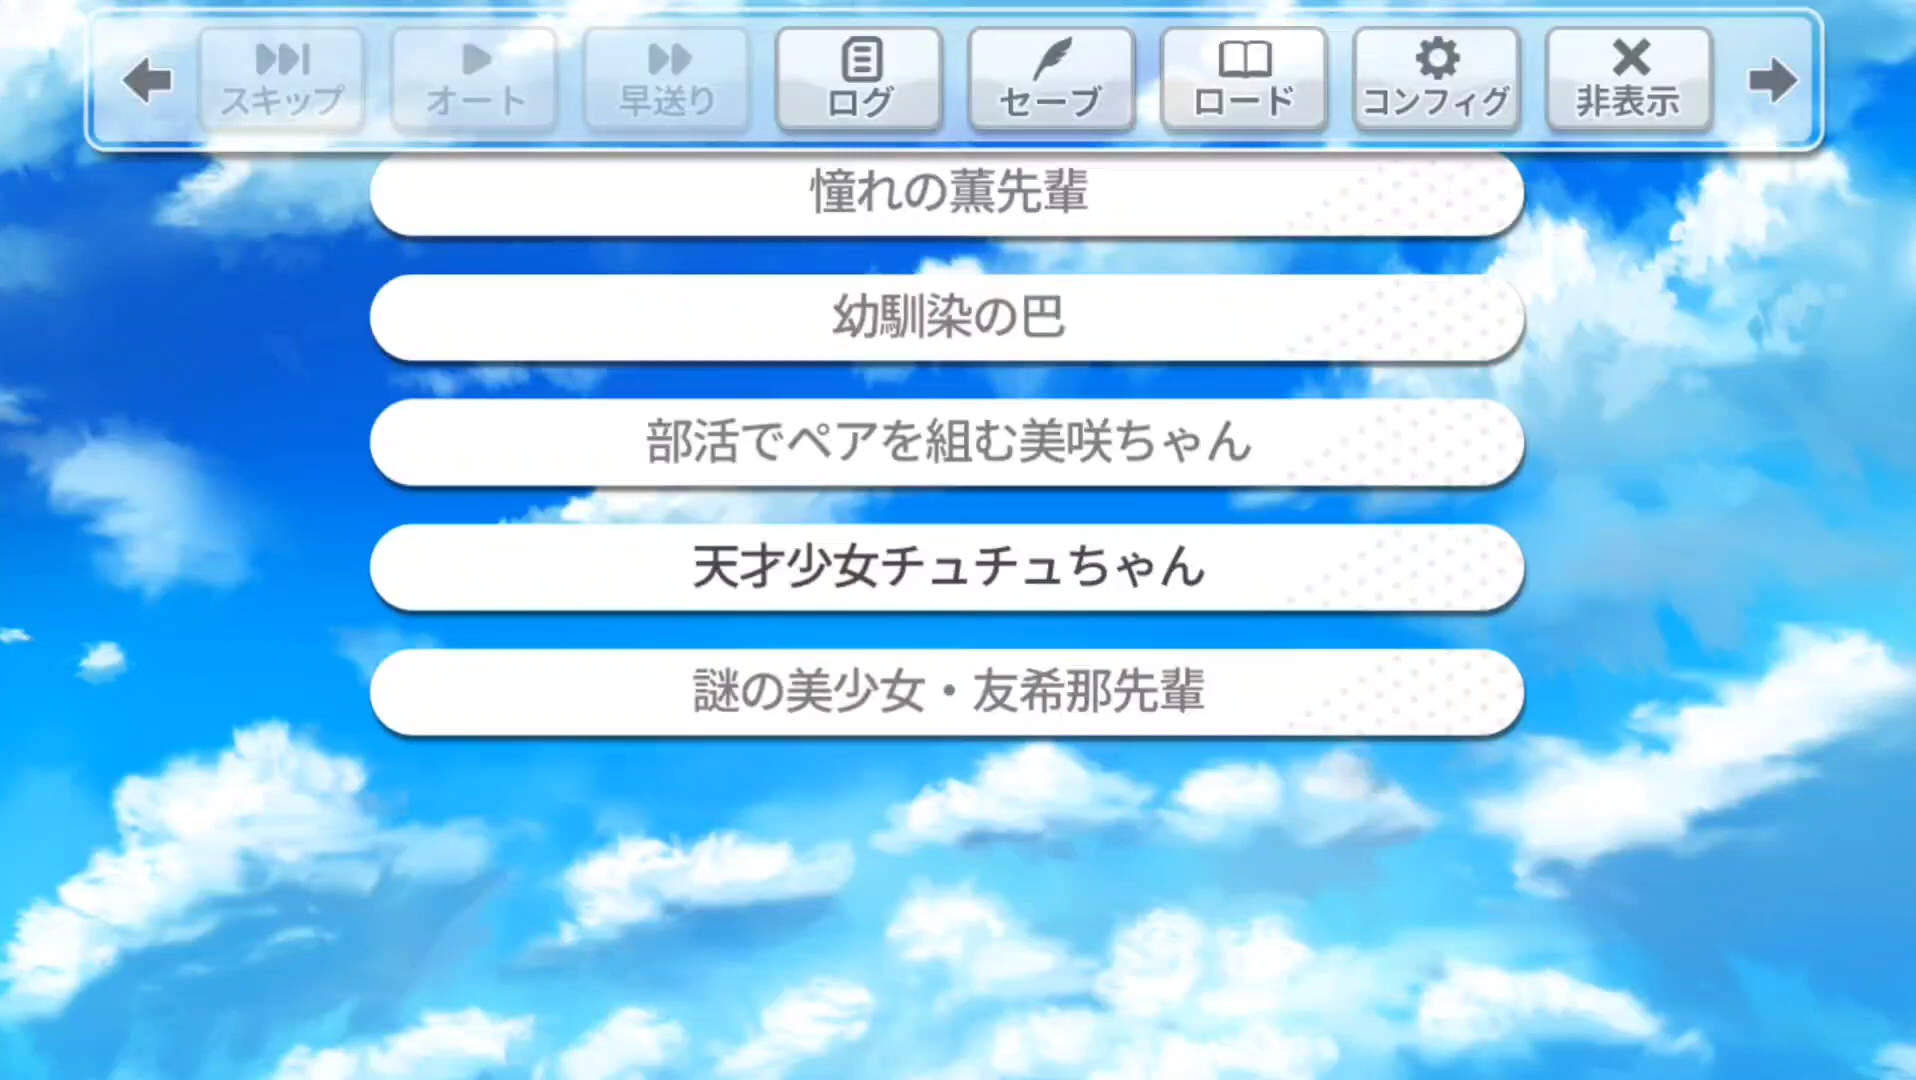 スキップ
オート
早送り
ログ
セーブ
ロード
コンフィグ
非表示
憧れの薫先輩
幼馴染の巴
部活でペアを組む美咲ちゃん
天才少女チュチュちゃん
謎の美少女・友希那先輩